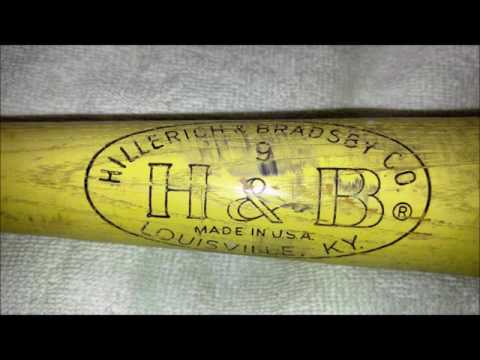 HILLERICH & BRADSBY CO.
9
H & B ®
MADE IN U.S.A.
LOUISVILLE, KY.